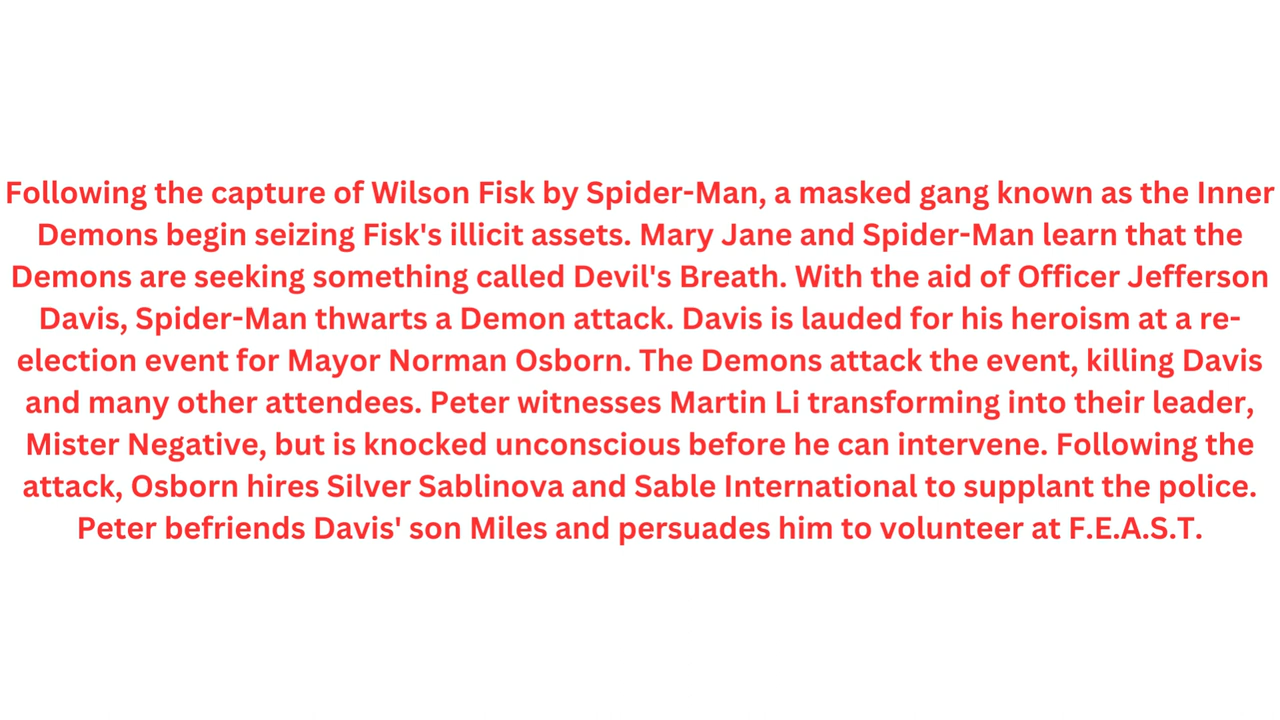 Following the capture of Wilson Fisk by Spider-Man, a masked gang known as the Inner
Demons begin seizing Fisk's illicit assets. Mary Jane and Spider-Man learn that the
Demons are seeking something called Devil's Breath. With the aid of Officer Jefferson
Davis, Spider-Man thwarts a Demon attack. Davis is lauded for his heroism at a re-
election event for Mayor Norman Osborn. The Demons attack the event, killing Davis
and many other attendees. Peter witnesses Martin Li transforming into their leader,
Mister Negative, but is knocked unconscious before he can intervene. Following the
attack, Osborn hires Silver Sablinova and Sable International to supplant the police.
Peter befriends Davis' son Miles and persuades him to volunteer at F.E.A.S.T.